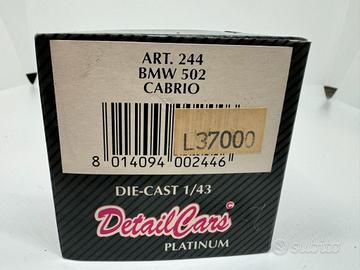 ART. 244
BMW 502
CABRIO
L37000
8 014094 002446
DIE-CAST 1/43
DetailCars
PLATINUM
subito